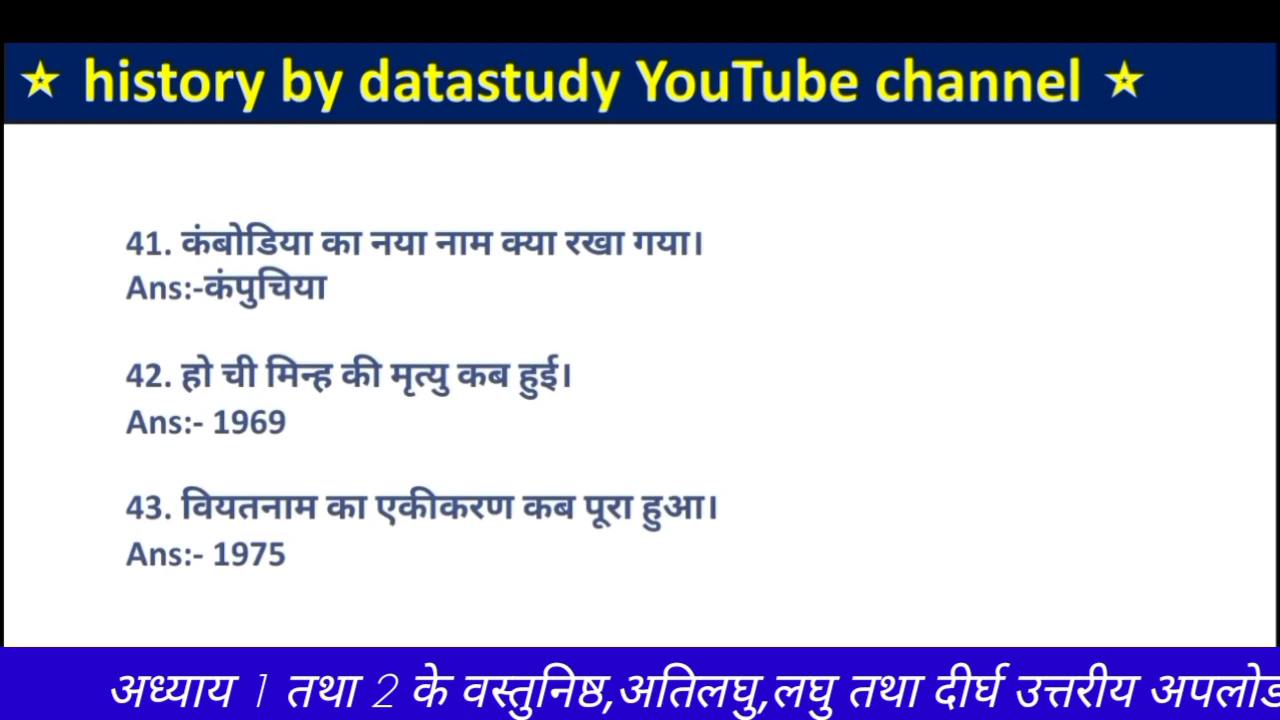 ★ history by datastudy YouTube channel ★
41. कंबोडिया का नया नाम क्या रखा गया।
Ans:-कंपुचिया
42. हो ची मिन्ह की मृत्यु कब हुई।
Ans:- 1969
43. वियतनाम का एकीकरण कब पूरा हुआ।
Ans:- 1975
अध्याय 1 तथा 2 के वस्तुनिष्ठ,अतिलघु,लघु तथा दीर्घ उत्तरीय